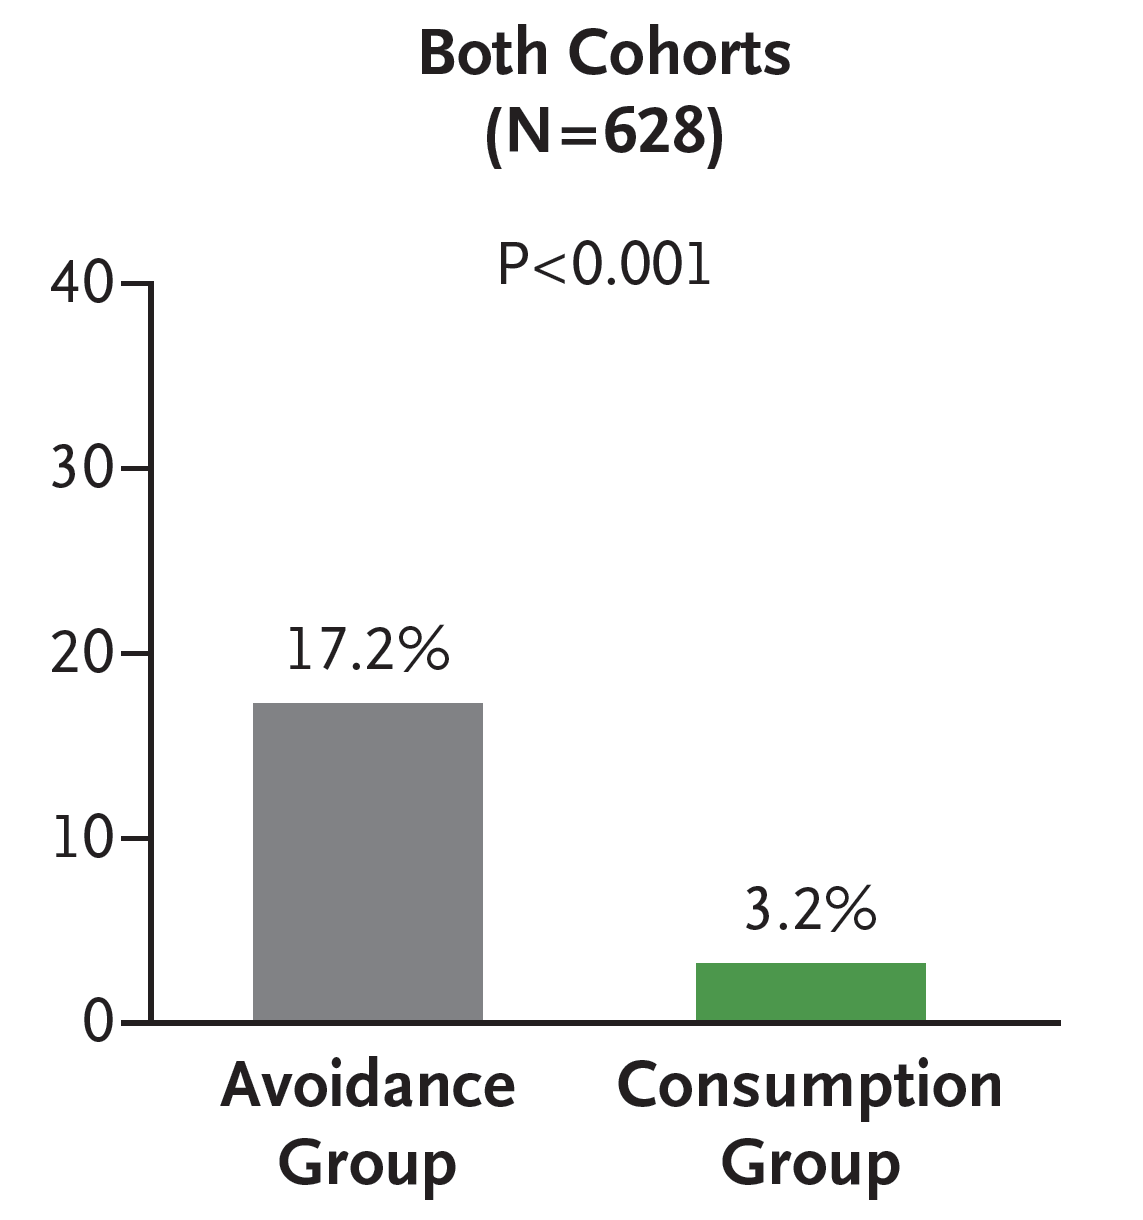 Both Cohorts
(N=628)
P<0.001
40
30
20
10
0
17.2%
3.2%
Avoidance
Group
Consumption
Group